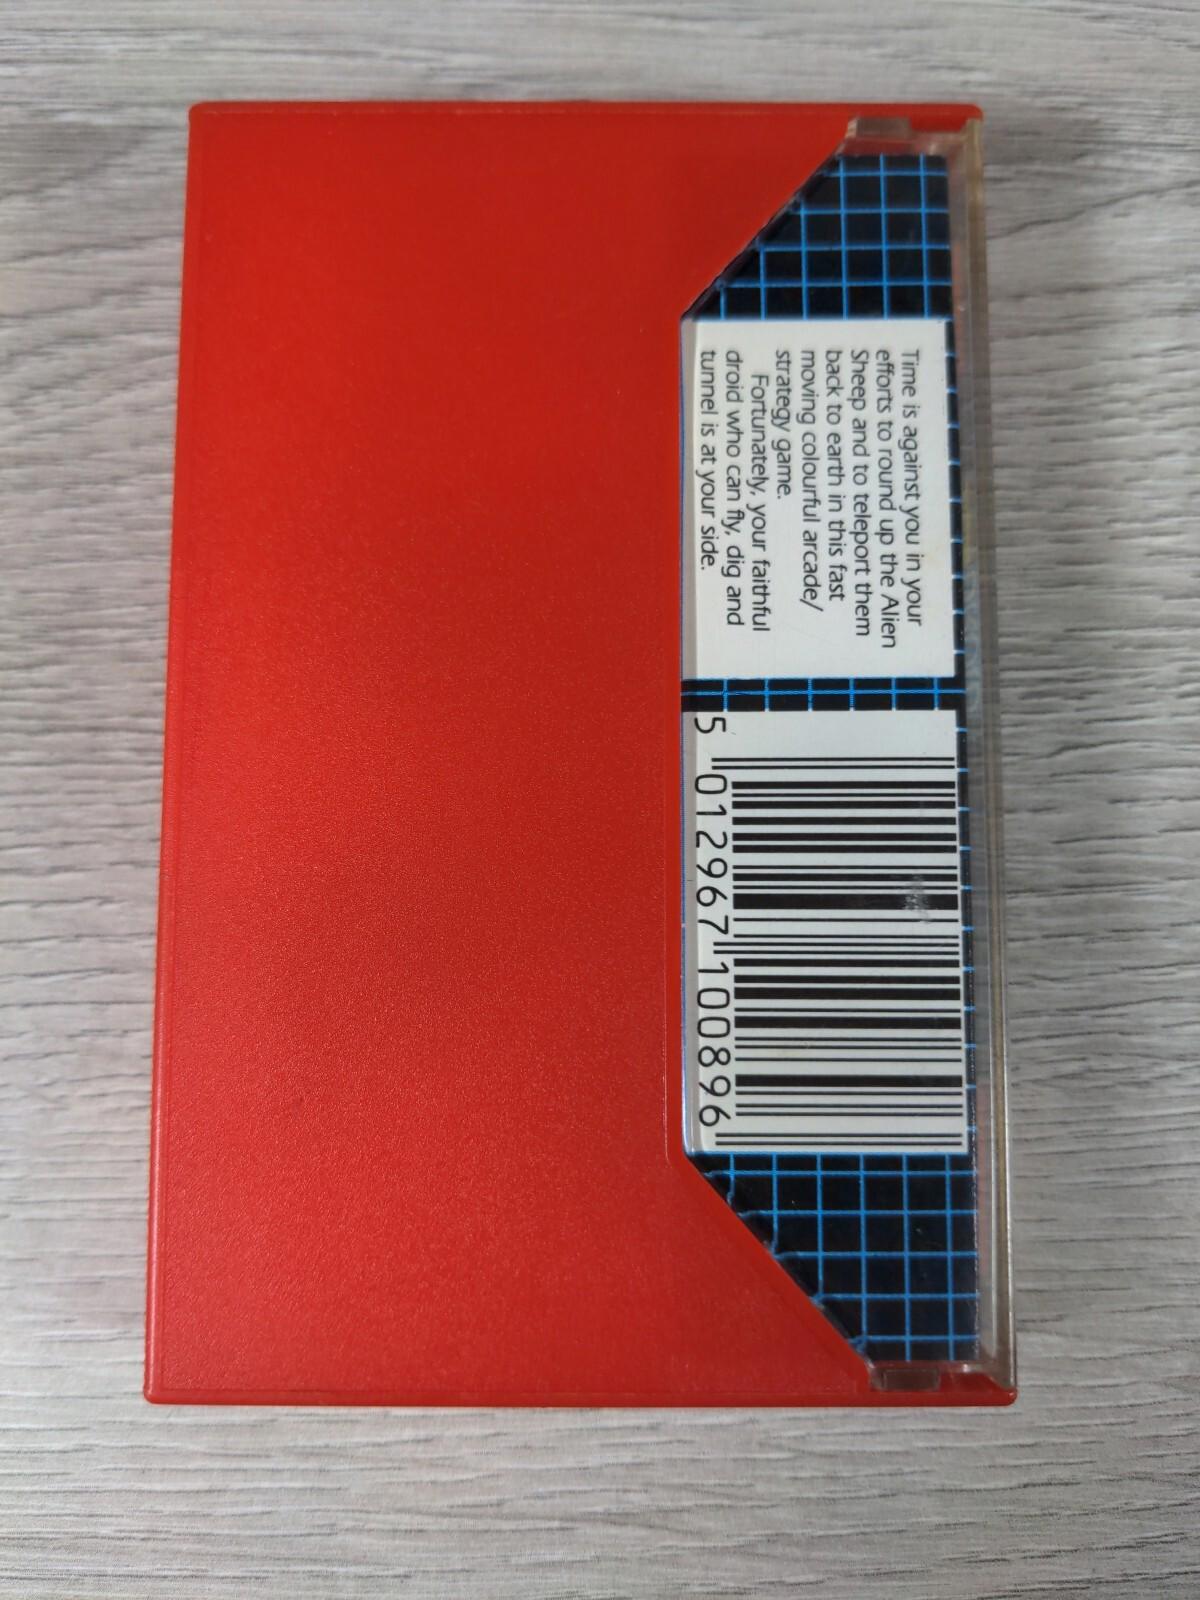 Time is against you in your
efforts to round up the Alien
Sheep and to teleport them
back to earth in this fast
moving colourful arcade/
strategy game.
Fortunately, your faithful
droid who can fly, dig and
tunnel is at your side.
5 012967 100896